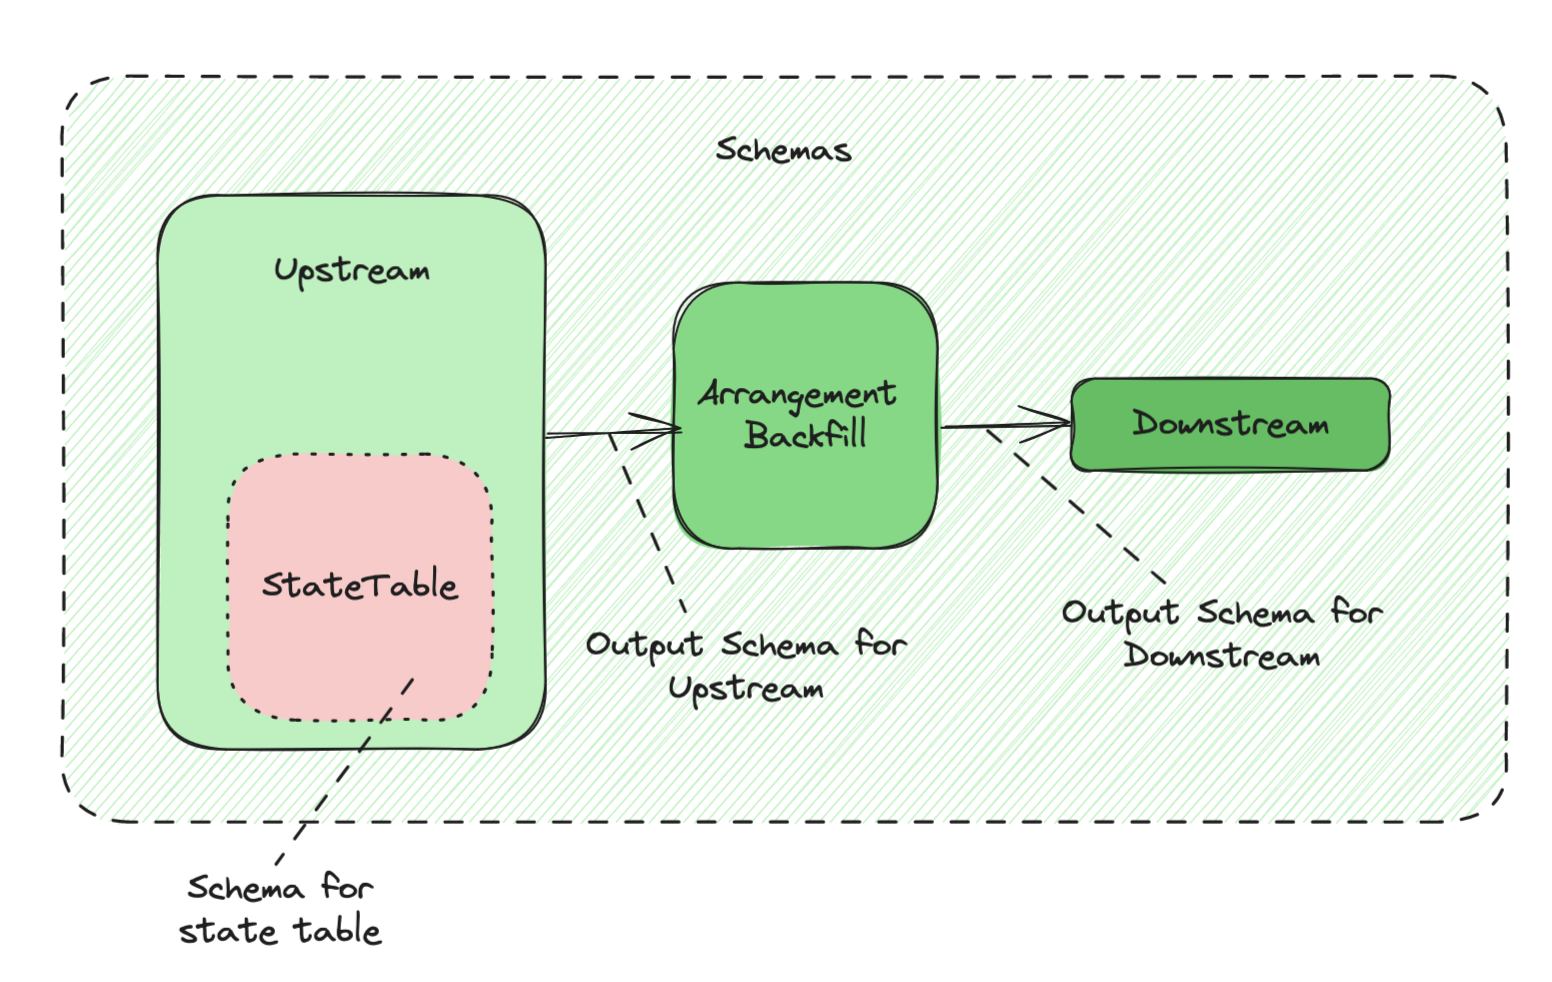 Schemas
Upstream
Arrangement
Backfill
Downstream
StateTable
Output Schema for
Upstream
Output Schema for
Downstream
Schema for
state table